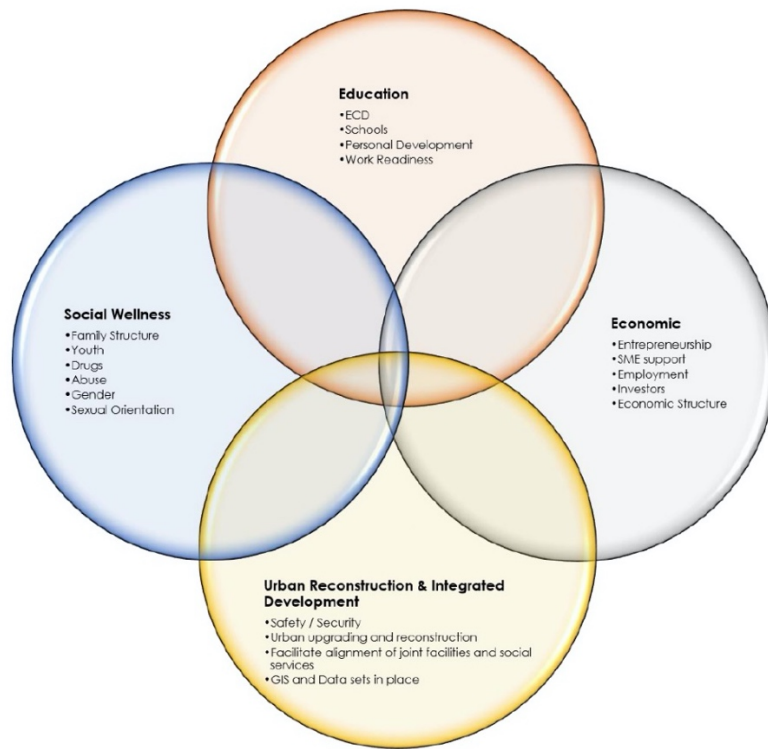 Education
•ECD
•Schools
•Personal Development
•Work Readiness
Social Wellness
•Family Structure
•Youth
•Drugs
•Abuse
•Gender
•Sexual Orientation
Economic
•Entrepreneurship
•SME support
•Employment
•Investors
•Economic Structure
Urban Reconstruction & Integrated
Development
•Safety / Security
•Urban upgrading and reconstruction
•Facilitate alignment of joint facilities and social
services
•GIS and Data sets in place